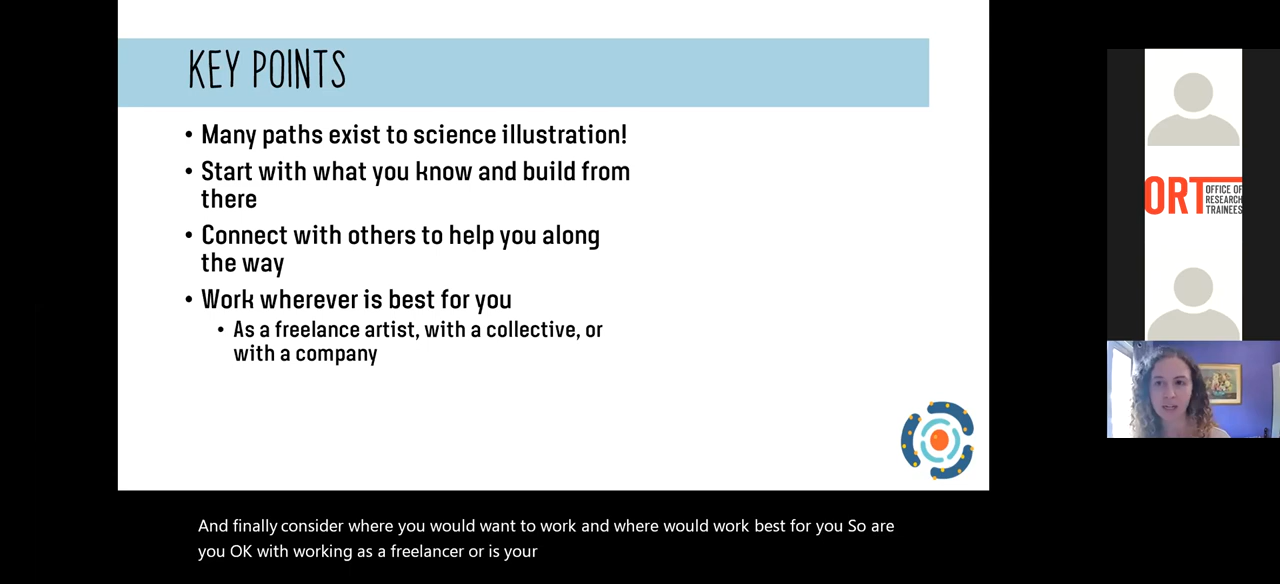 KEY POINTS
• Many paths exist to science illustration!
• Start with what you know and build from
there
• Connect with others to help you along
the way
• Work wherever is best for you
• As a freelance artist, with a collective, or
with a company
ORT
OFFICE OF
RESEARCH
TRAINEES
And finally consider where you would want to work and where would work best for you So are
you OK with working as a freelancer or is your